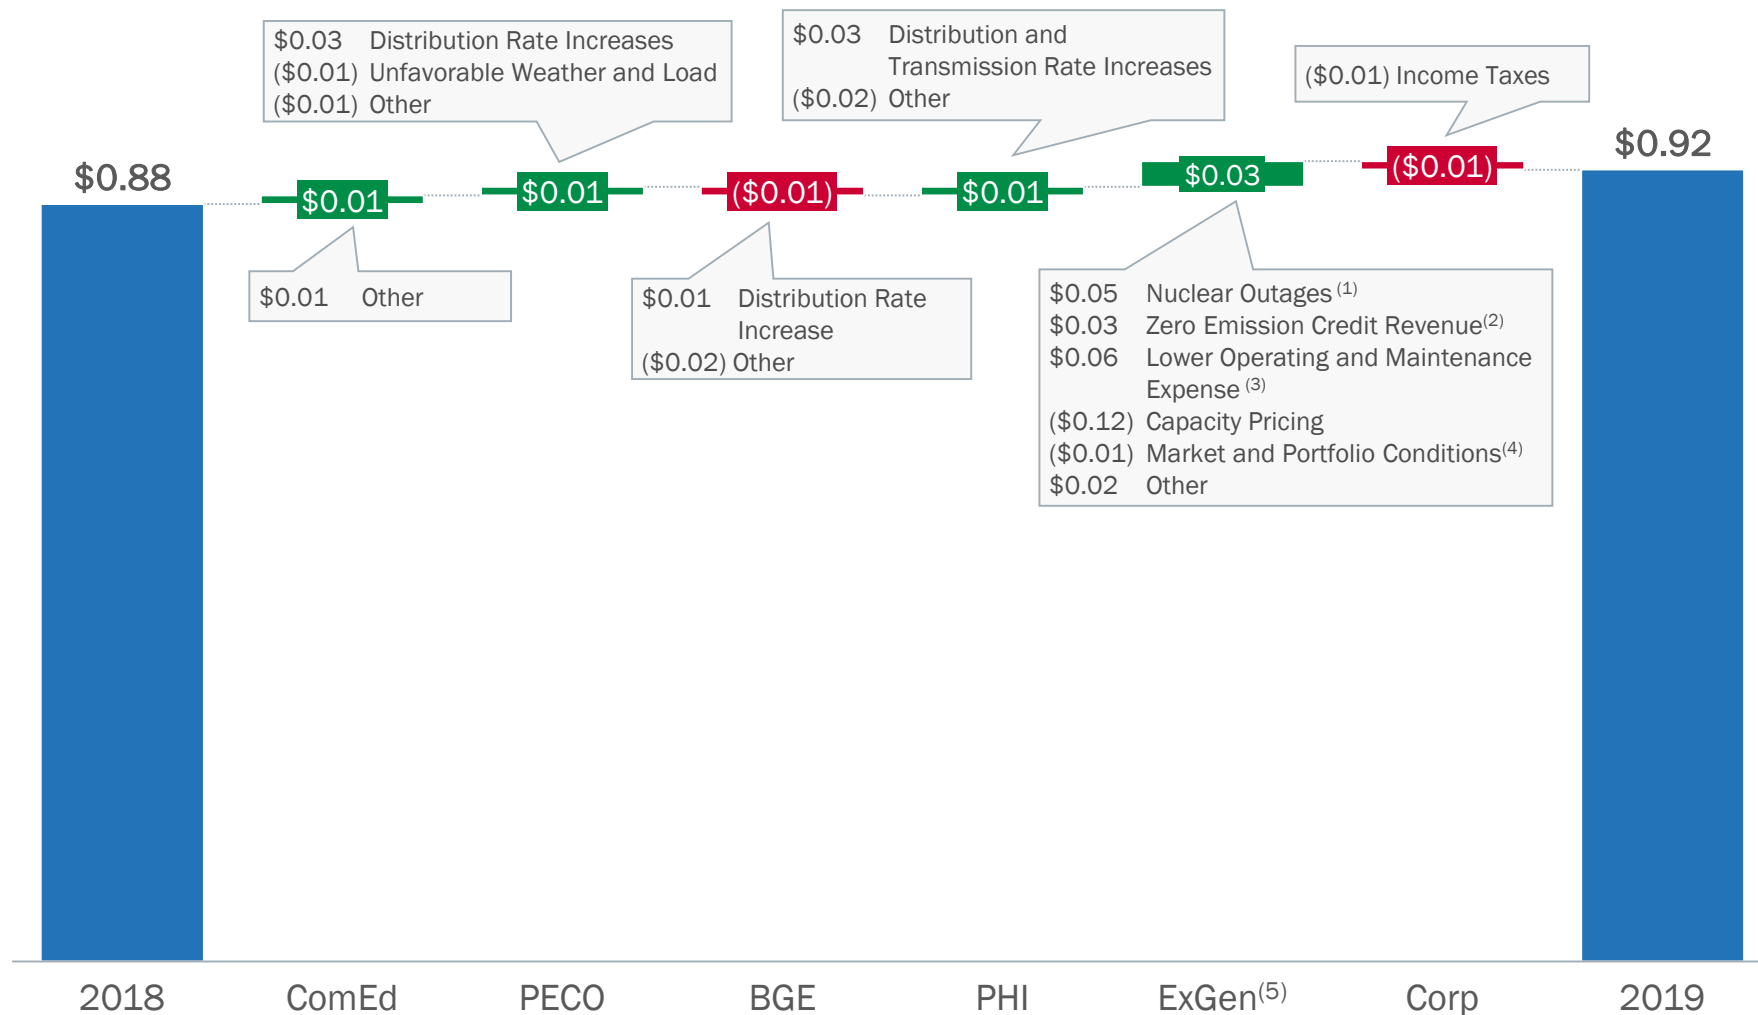 $0.03 Distribution Rate Increases
($0.01) Unfavorable Weather and Load
($0.01) Other
$0.03 Distribution and
Transmission Rate Increases
($0.02) Other
($0.01) Income Taxes
$0.88
$0.01
$0.01
($0.01)
$0.01
$0.03
($0.01)
$0.92
$0.01 Other
$0.01 Distribution Rate
Increase
($0.02) Other
$0.05 Nuclear Outages (1)
$0.03 Zero Emission Credit Revenue(2)
$0.06 Lower Operating and Maintenance
Expense (3)
($0.12) Capacity Pricing
($0.01) Market and Portfolio Conditions(4)
$0.02 Other
2018
ComEd
PECO
BGE
PHI
ExGen(5)
Corp
2019